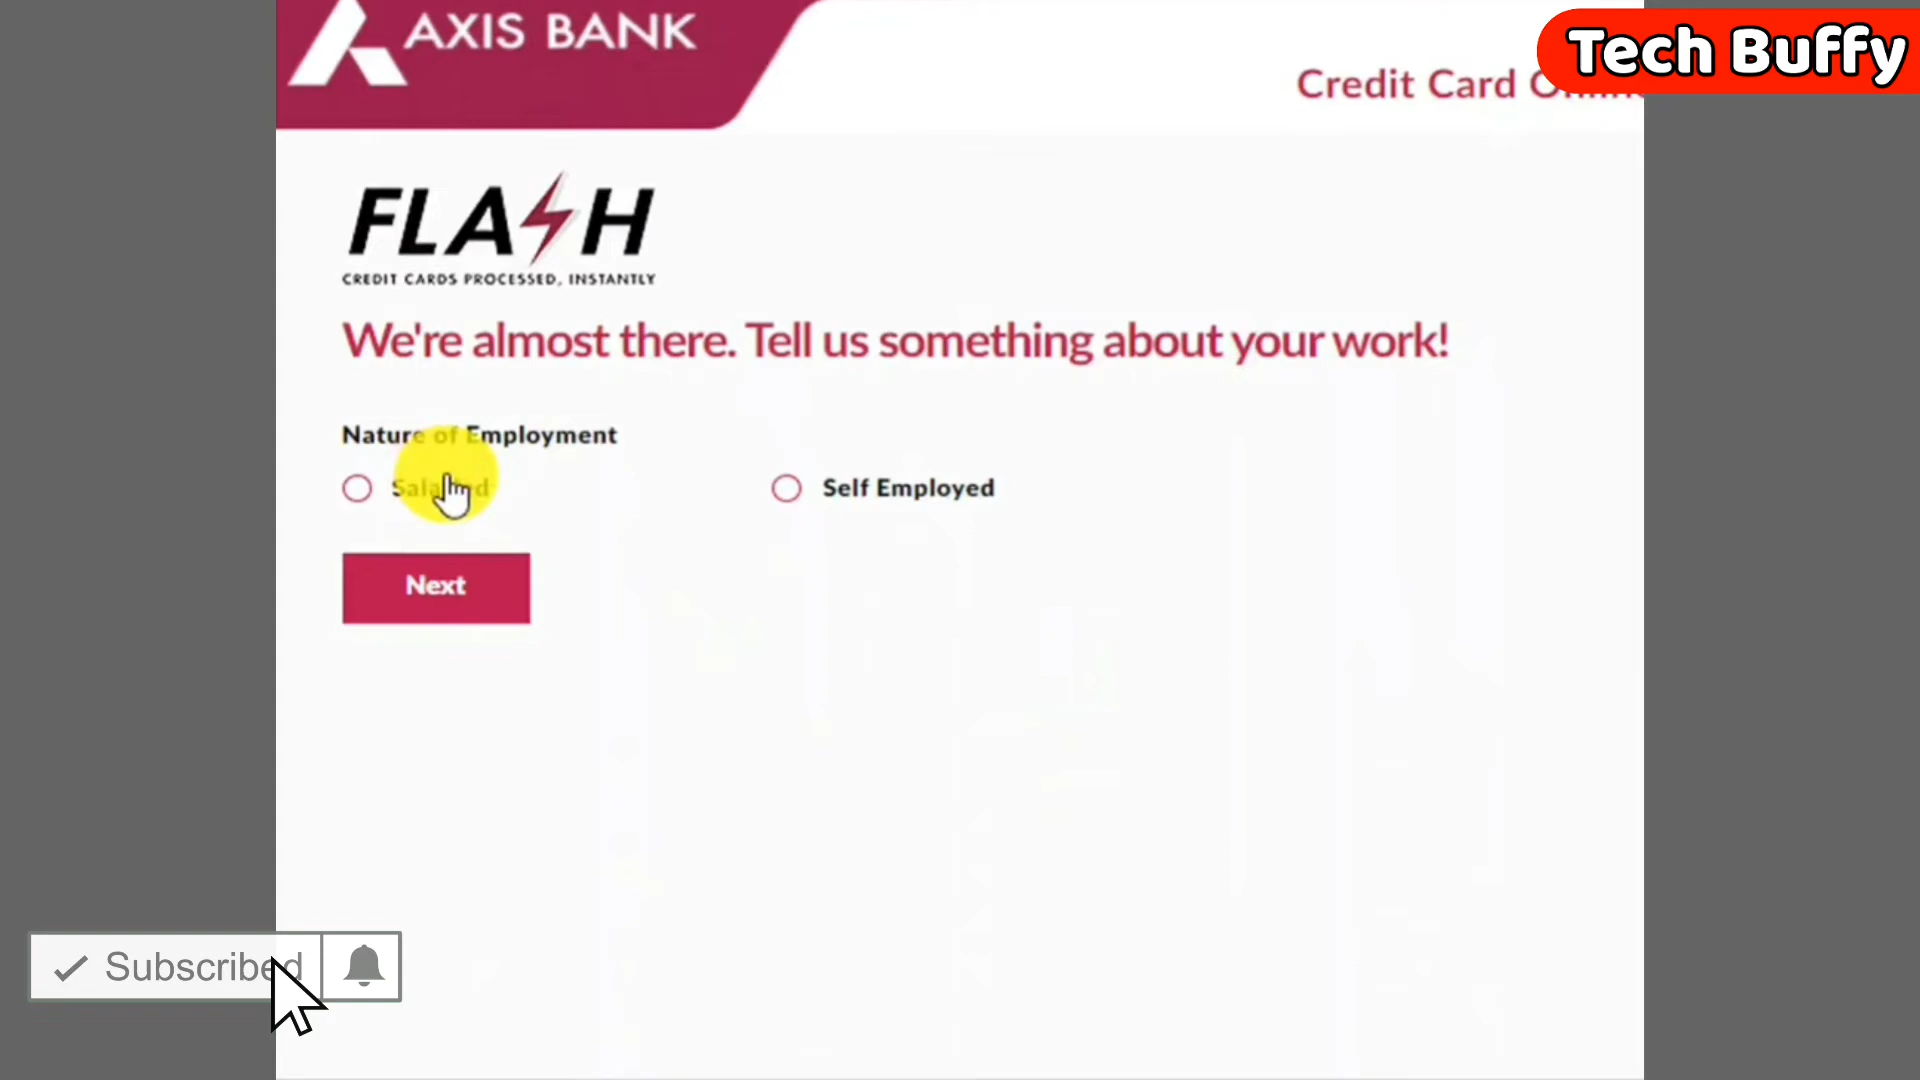 AXIS BANK
Tech Buffy
Credit Card
FLASH
CREDIT CARDS PROCESSED, INSTANTLY
We're almost there. Tell us something about your work!
Nature of Employment
Salaried
Self Employed
Next
Subscribed